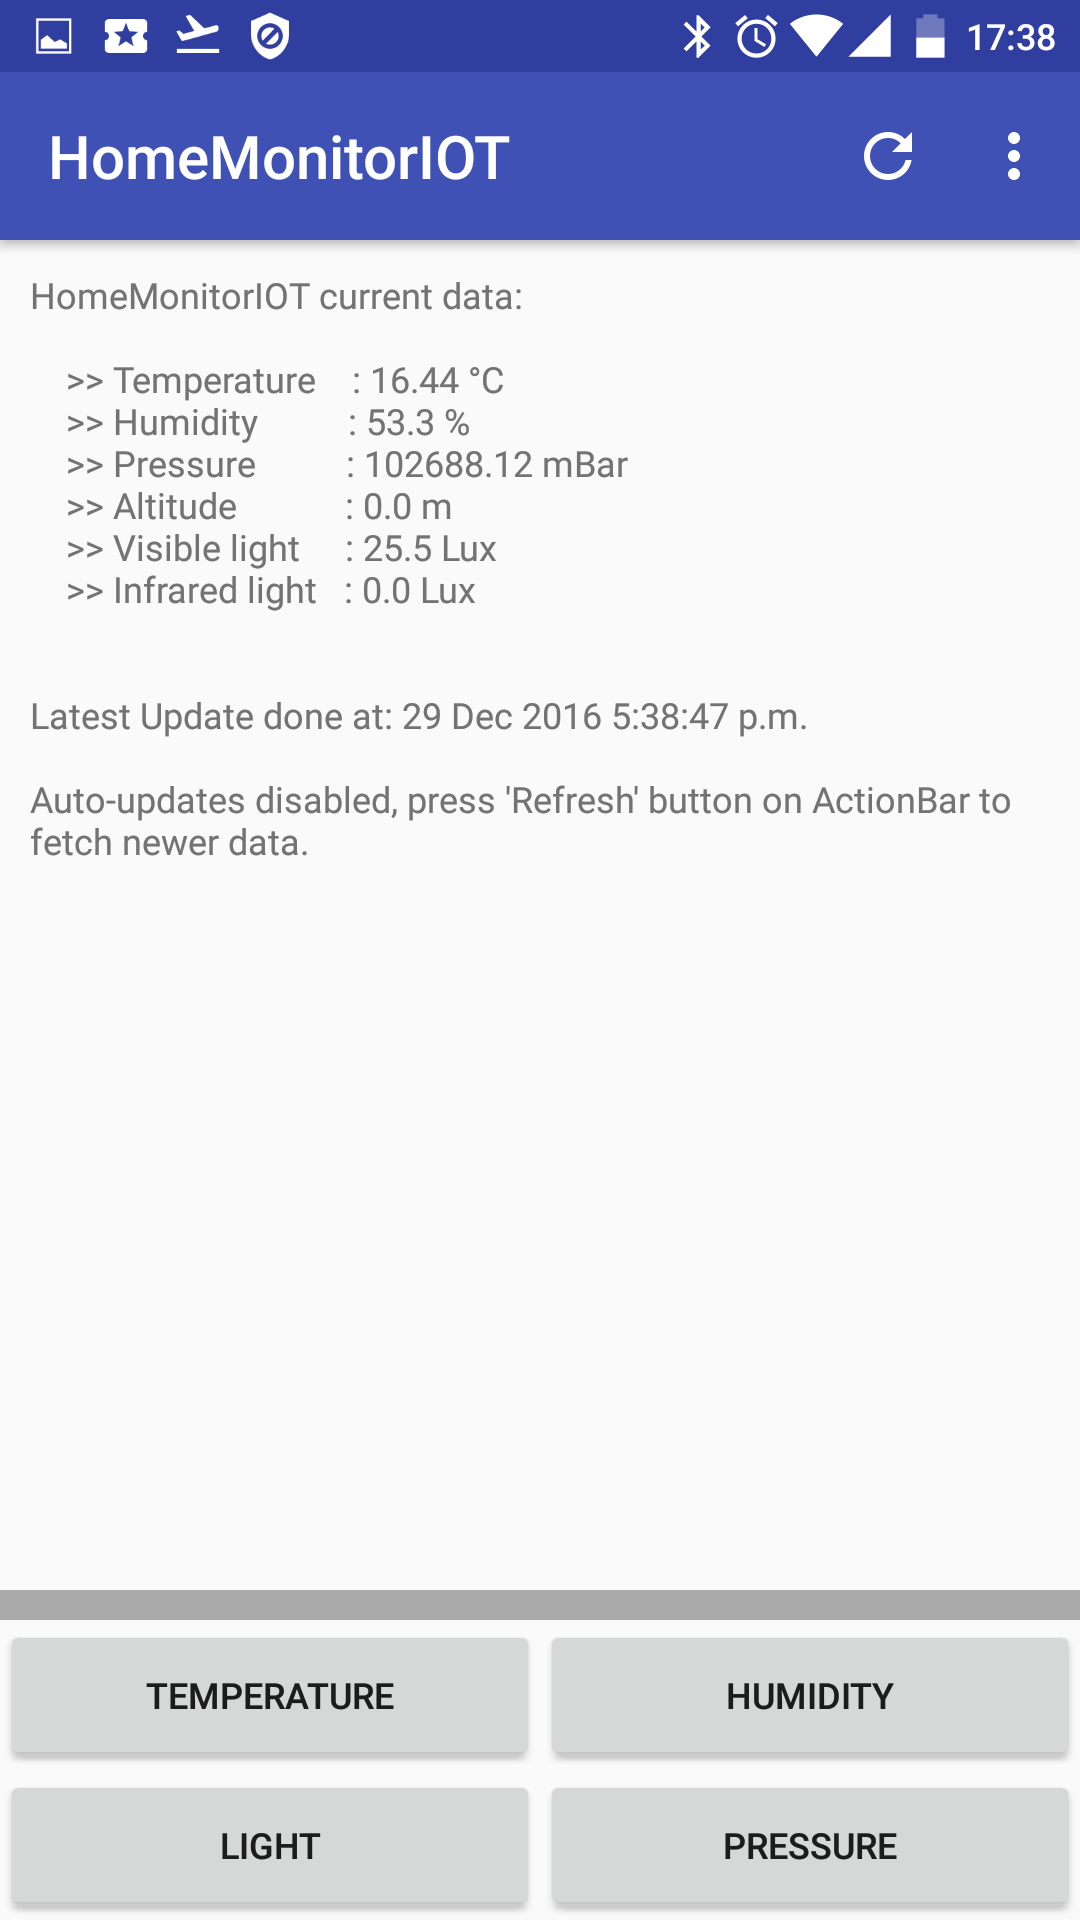 17:38
HomeMonitorIOT
HomeMonitorIOT current data:
>> Temperature : 16.44 °C
>> Humidity : 53.3 %
>> Pressure : 102688.12 mBar
>> Altitude : 0.0 m
>> Visible light : 25.5 Lux
>> Infrared light : 0.0 Lux
Latest Update done at: 29 Dec 2016 5:38:47 p.m.
Auto-updates disabled, press 'Refresh' button on ActionBar to
fetch newer data.
TEMPERATURE HUMIDITY
LIGHT PRESSURE